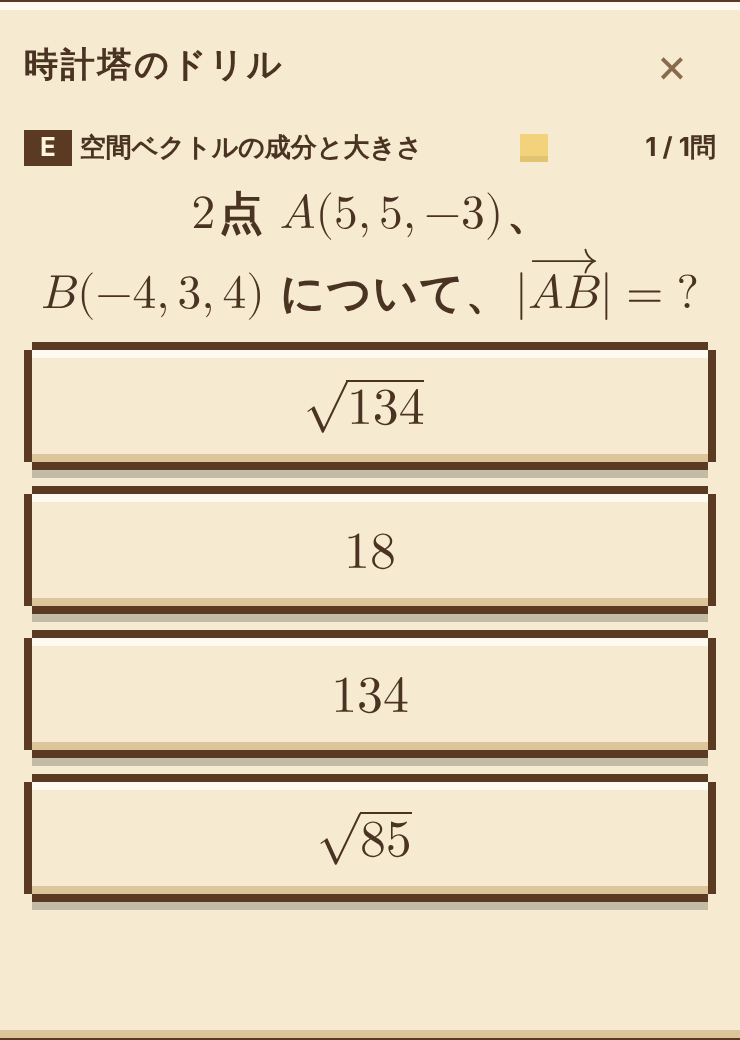 時計塔のドリル ×
E 空間ベクトルの成分と大きさ 1/1問
2点 A(5, 5, −3)、
B(−4, 3, 4) について、|$\overrightarrow{AB}$| = ?
√134
18
134
√85